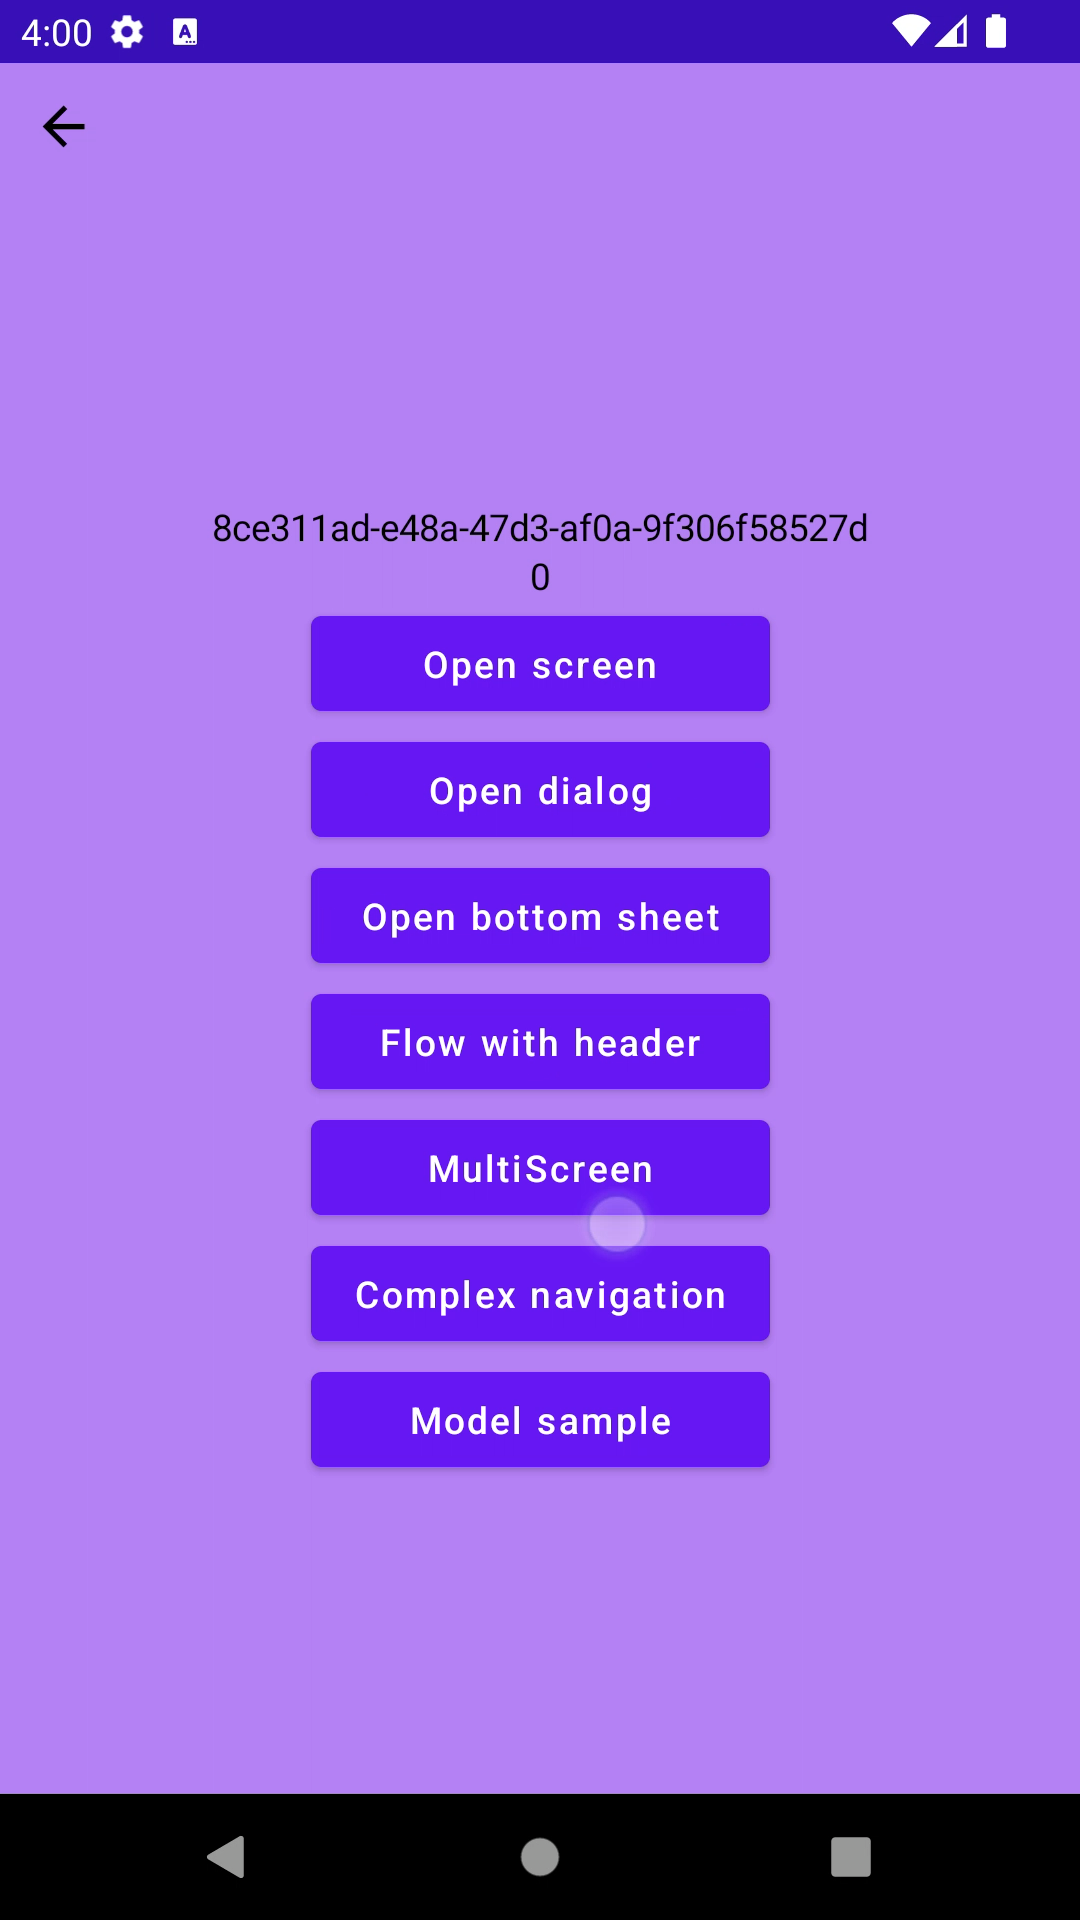 4:00
8ce311ad-e48a-47d3-af0a-9f306f58527d
0
Open screen
Open dialog
Open bottom sheet
Flow with header
MultiScreen
Complex navigation
Model sample